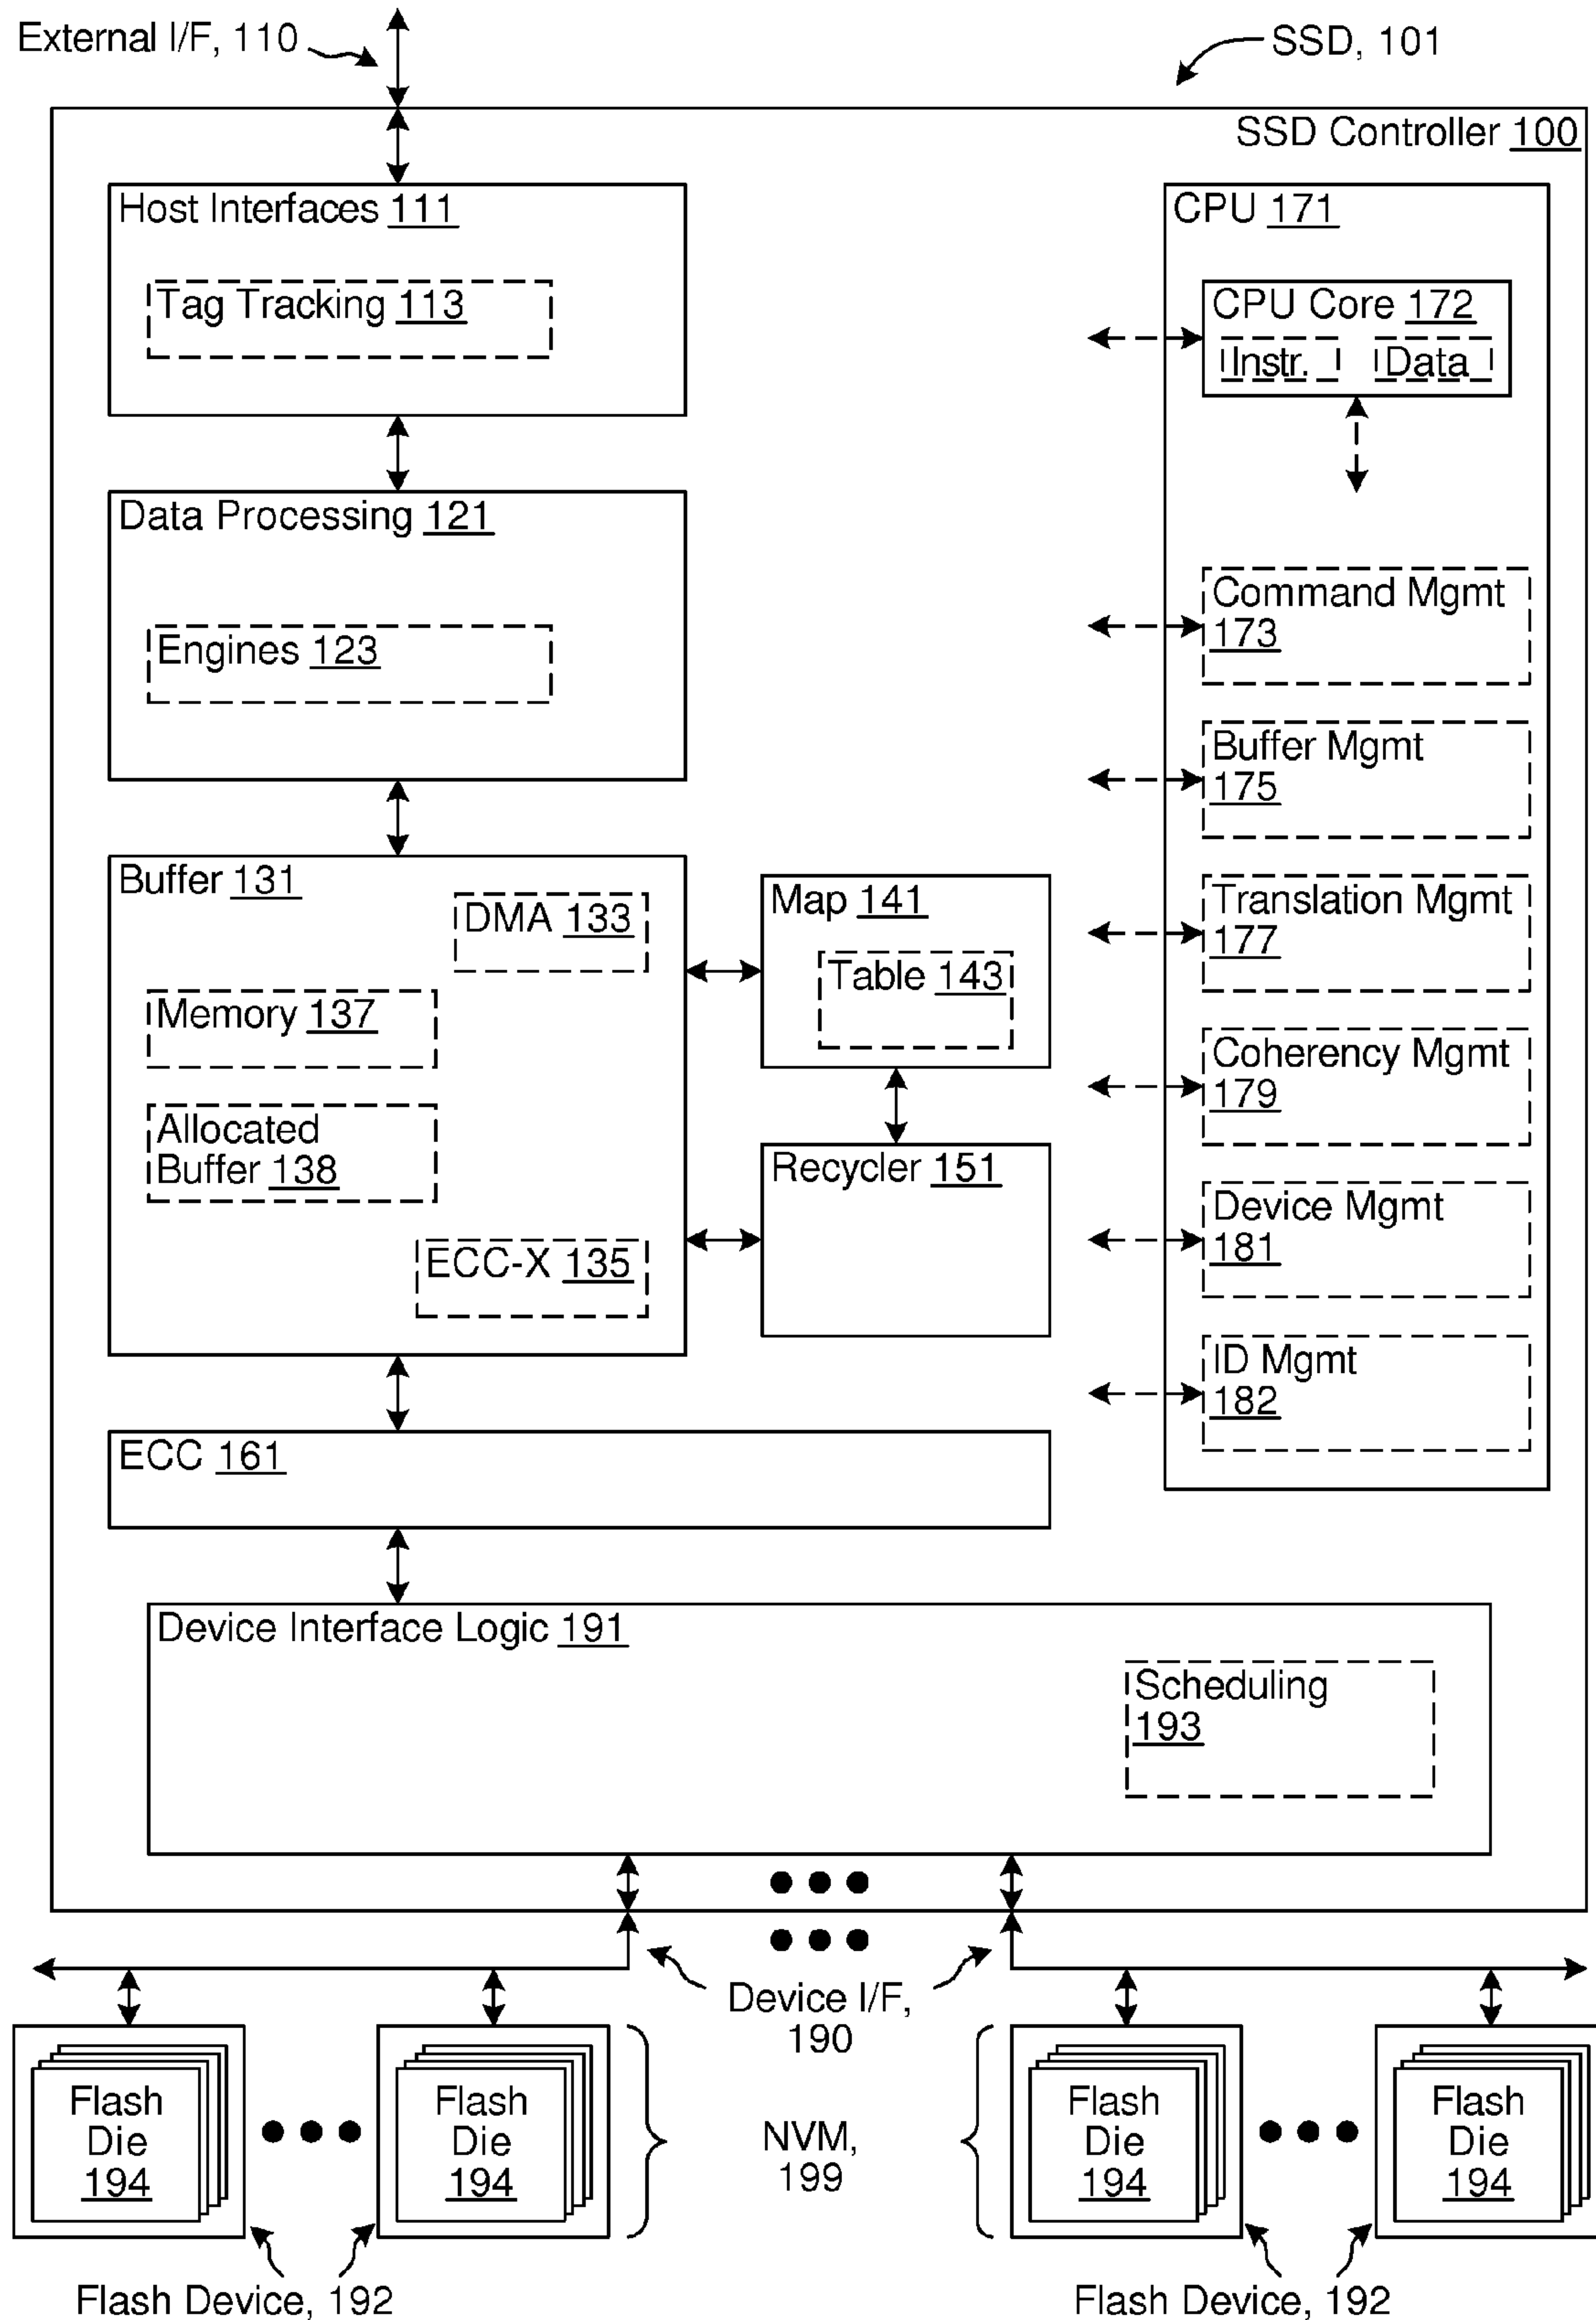 External I/F, 110
SSD, 101
SSD Controller 100
Host Interfaces 111
Tag Tracking 113
Data Processing 121
Engines 123
Buffer 131
DMA 133
Memory 137
Allocated
Buffer 138
ECC-X 135
Map 141
Table 143
Recycler 151
ECC 161
CPU 171
CPU Core 172
Instr. Data
Command Mgmt
173
Buffer Mgmt
175
Translation Mgmt
177
Coherency Mgmt
179
Device Mgmt
181
ID Mgmt
182
Device Interface Logic 191
Scheduling
193
Device I/F,
190
Flash
Die
194
Flash
Die
194
NVM,
199
Flash
Die
194
Flash
Die
194
Flash Device, 192
Flash Device, 192